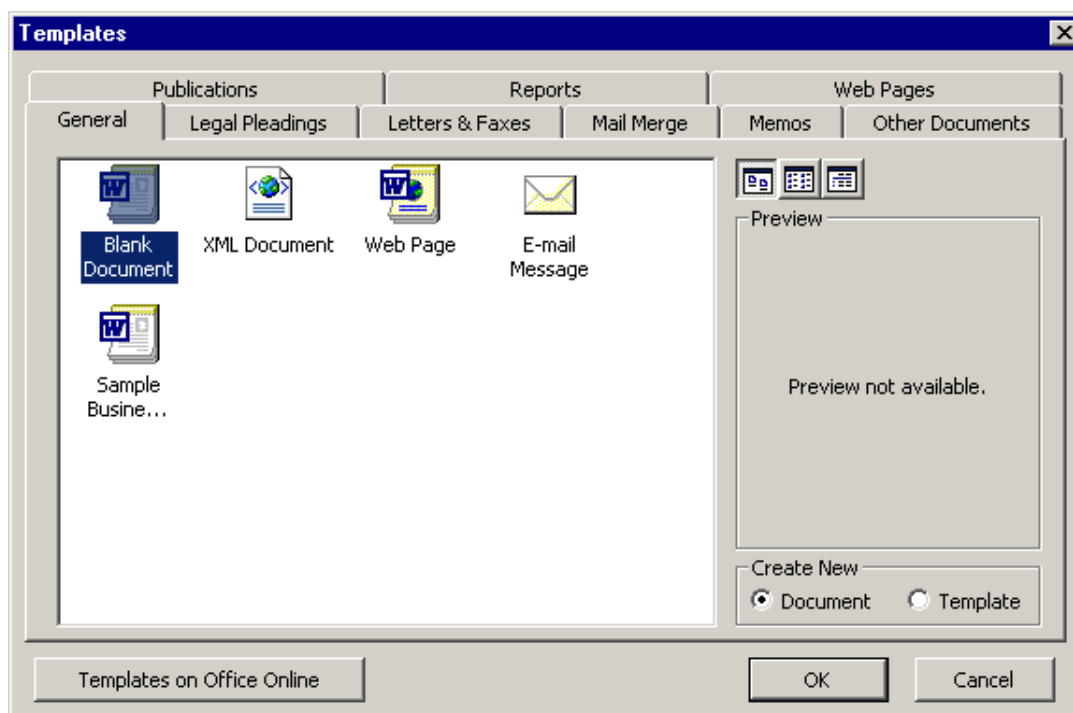 Templates
Publications Reports Web Pages
General Legal Pleadings Letters & Faxes Mail Merge Memos Other Documents
Blank
Document
XML Document
Web Page
E-mail
Message
Sample
Busine...
Preview
Preview not available.
Create New
Document Template
Templates on Office Online OK Cancel